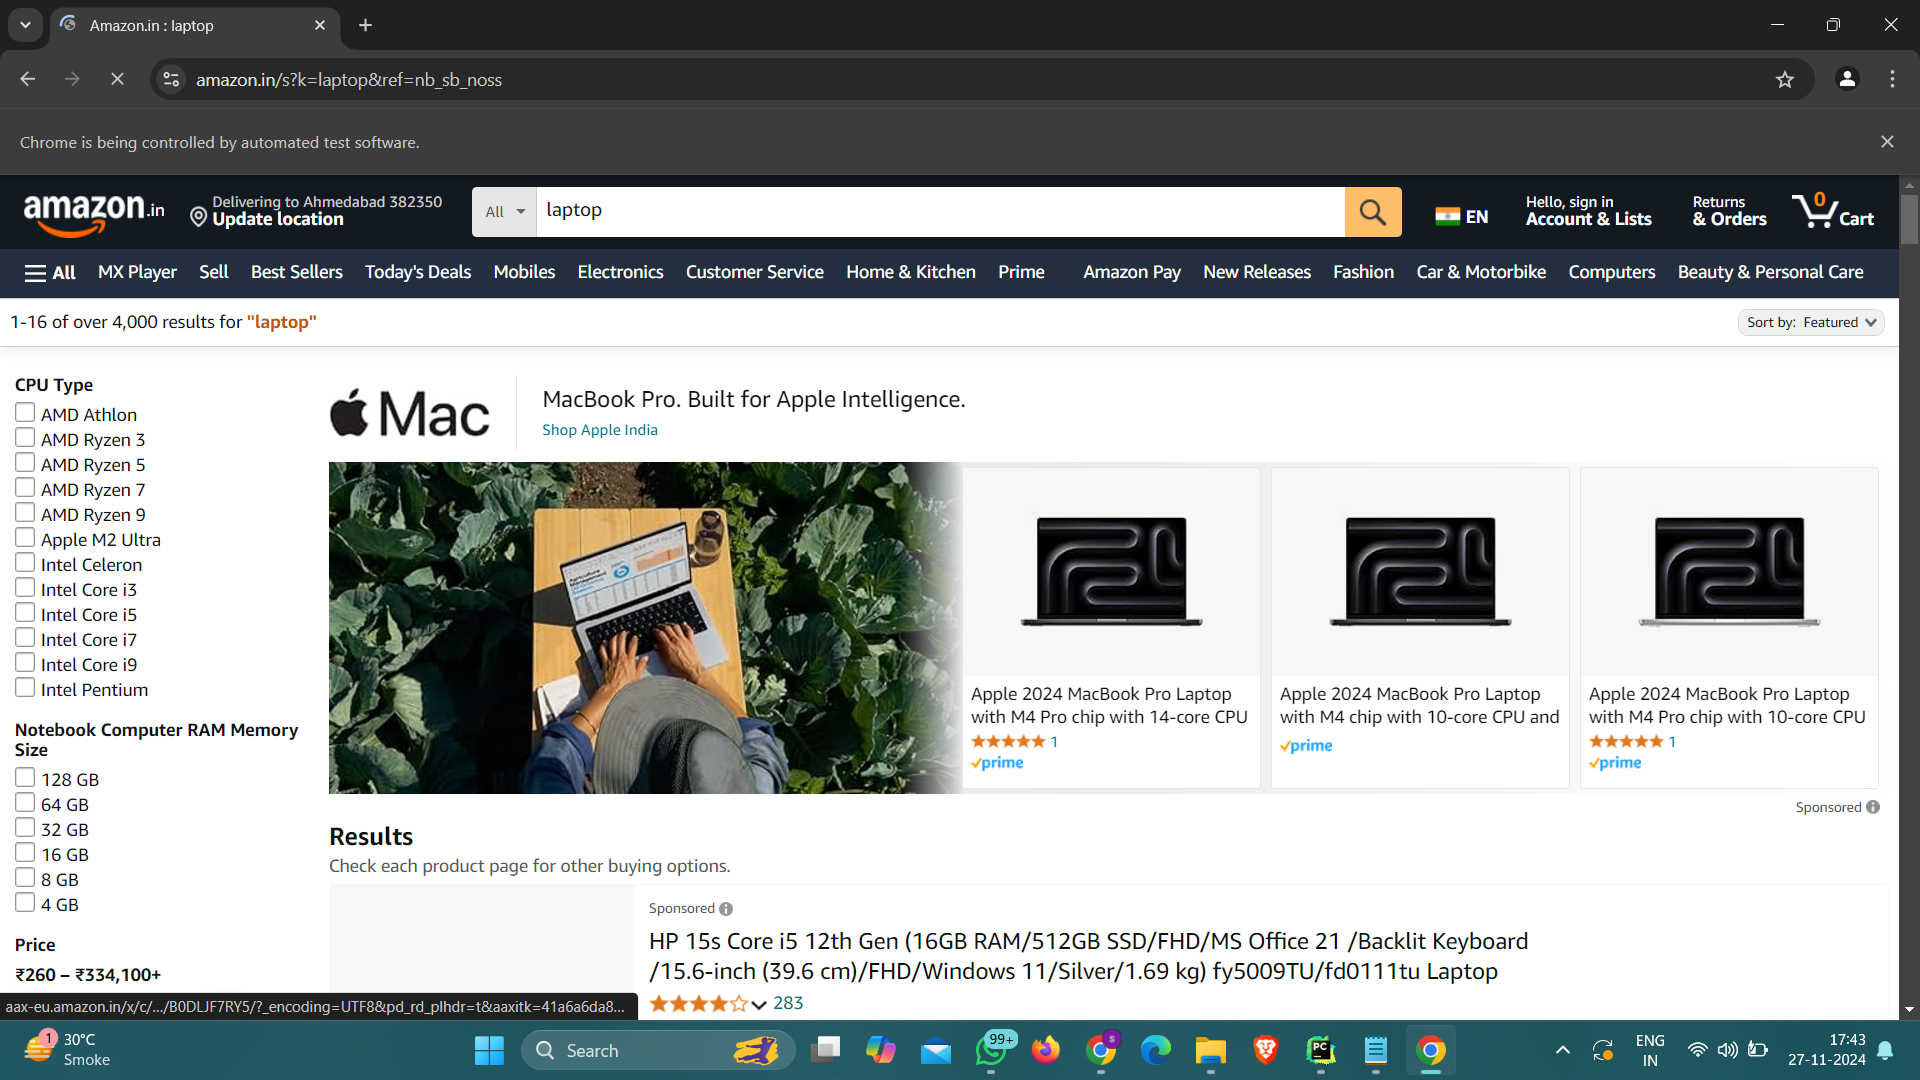 Amazon.in : laptop
amazon.in/s?k=laptop&ref=nb_sb_noss
Chrome is being controlled by automated test software.
amazon.in
Delivering to Ahmedabad 382350
Update location
All
laptop
EN
Hello, sign in
Account & Lists
Returns
& Orders
0
Cart
All MX Player Sell Best Sellers Today's Deals Mobiles Electronics Customer Service Home & Kitchen Prime Amazon Pay New Releases Fashion Car & Motorbike Computers Beauty & Personal Care
1-16 of over 4,000 results for "laptop"
Sort by: Featured
CPU Type
AMD Athlon
AMD Ryzen 3
AMD Ryzen 5
AMD Ryzen 7
AMD Ryzen 9
Apple M2 Ultra
Intel Celeron
Intel Core i3
Intel Core i5
Intel Core i7
Intel Core i9
Intel Pentium
Notebook Computer RAM Memory
Size
128 GB
64 GB
32 GB
16 GB
8 GB
4 GB
Price
₹260 – ₹334,100+
Mac
MacBook Pro. Built for Apple Intelligence.
Shop Apple India
Apple 2024 MacBook Pro Laptop
with M4 Pro chip with 14-core CPU
1
prime
Apple 2024 MacBook Pro Laptop
with M4 chip with 10-core CPU and
prime
Apple 2024 MacBook Pro Laptop
with M4 Pro chip with 10-core CPU
1
prime
Sponsored
Results
Check each product page for other buying options.
Sponsored
HP 15s Core i5 12th Gen (16GB RAM/512GB SSD/FHD/MS Office 21 /Backlit Keyboard
/15.6-inch (39.6 cm)/FHD/Windows 11/Silver/1.69 kg) fy5009TU/fd0111tu Laptop
283
aax-eu.amazon.in/x/c/.../B0DLJF7RY5/?_encoding=UTF8&pd_rd_plhdr=t&aaxitk=41a6a6da8...
1
30°C
Smoke
Search
99+
S
PC
ENG
IN
17:43
27-11-2024